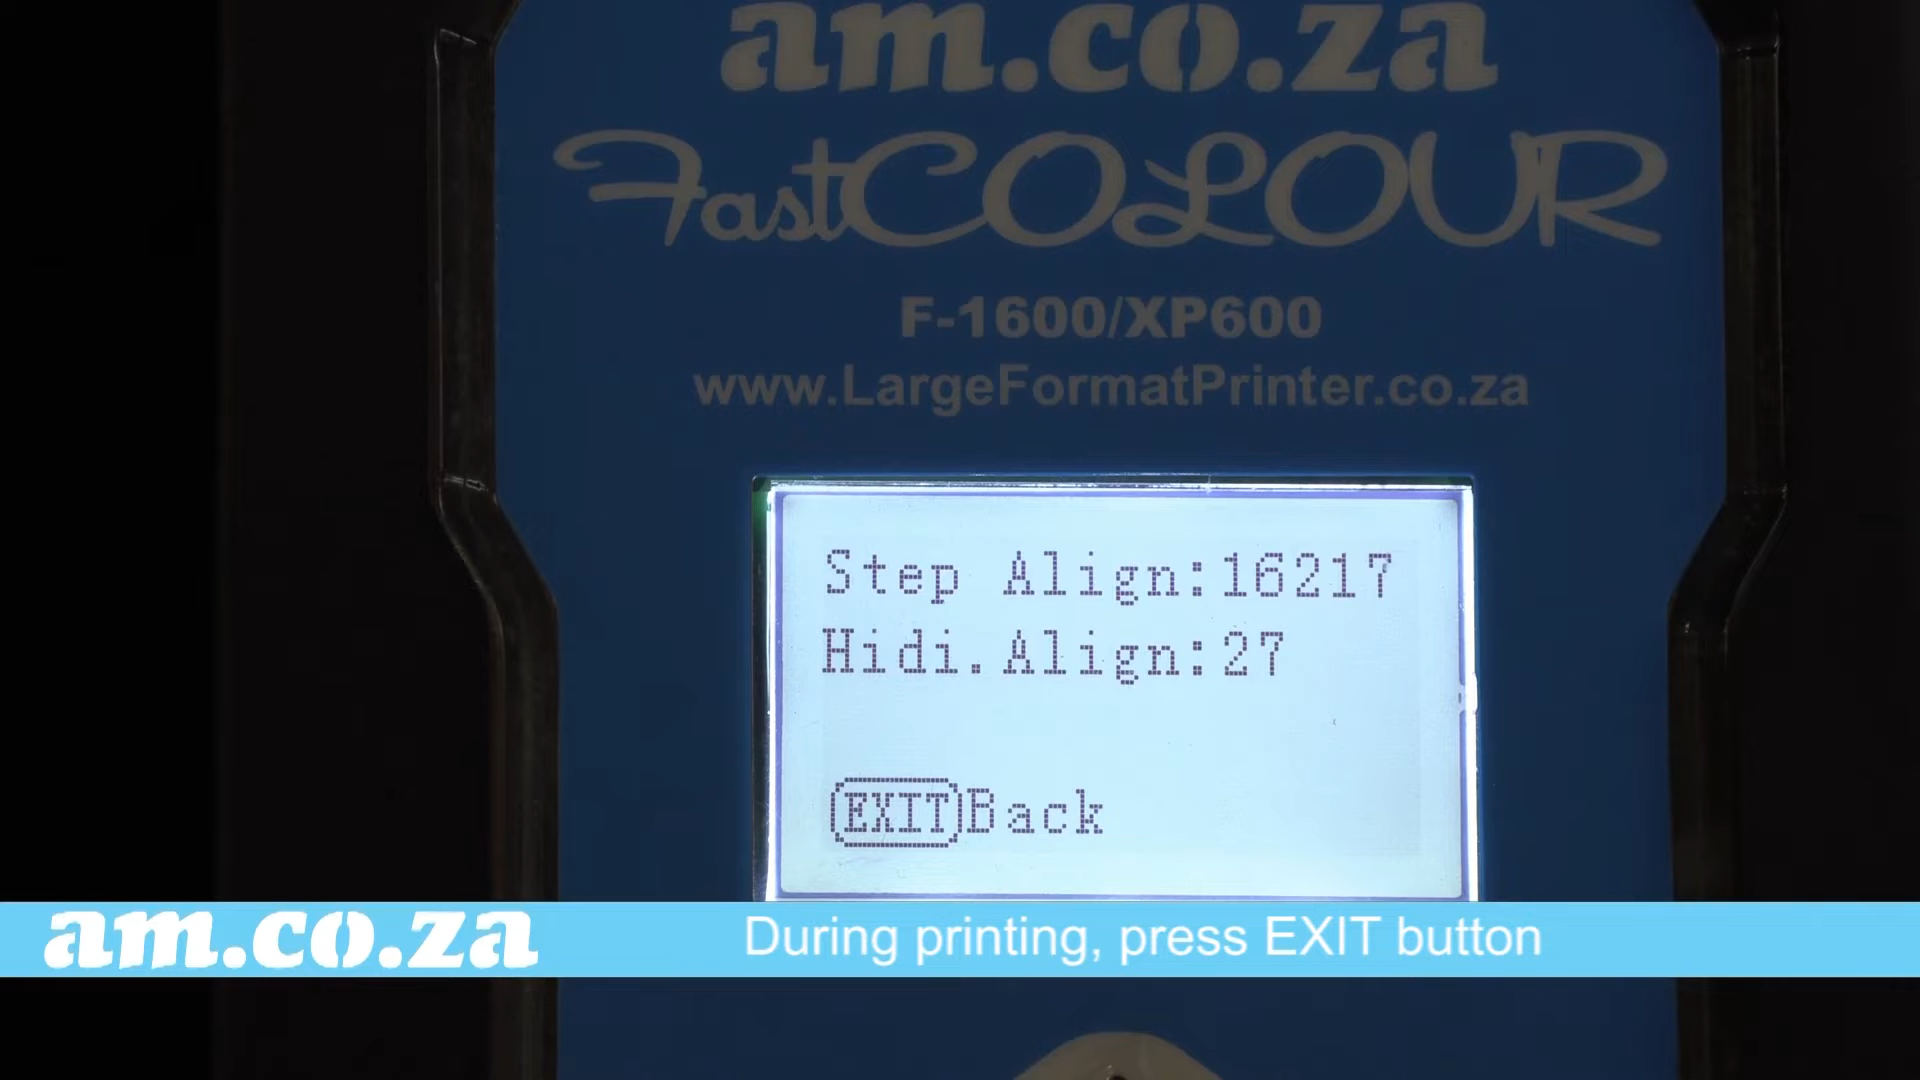 am.co.za
FastCOLOUR
F-1600/XP600
www.LargeFormatPrinter.co.za
Step Align:16217
Hidi.Align:27
EXIT Back
am.co.za
During printing, press EXIT button